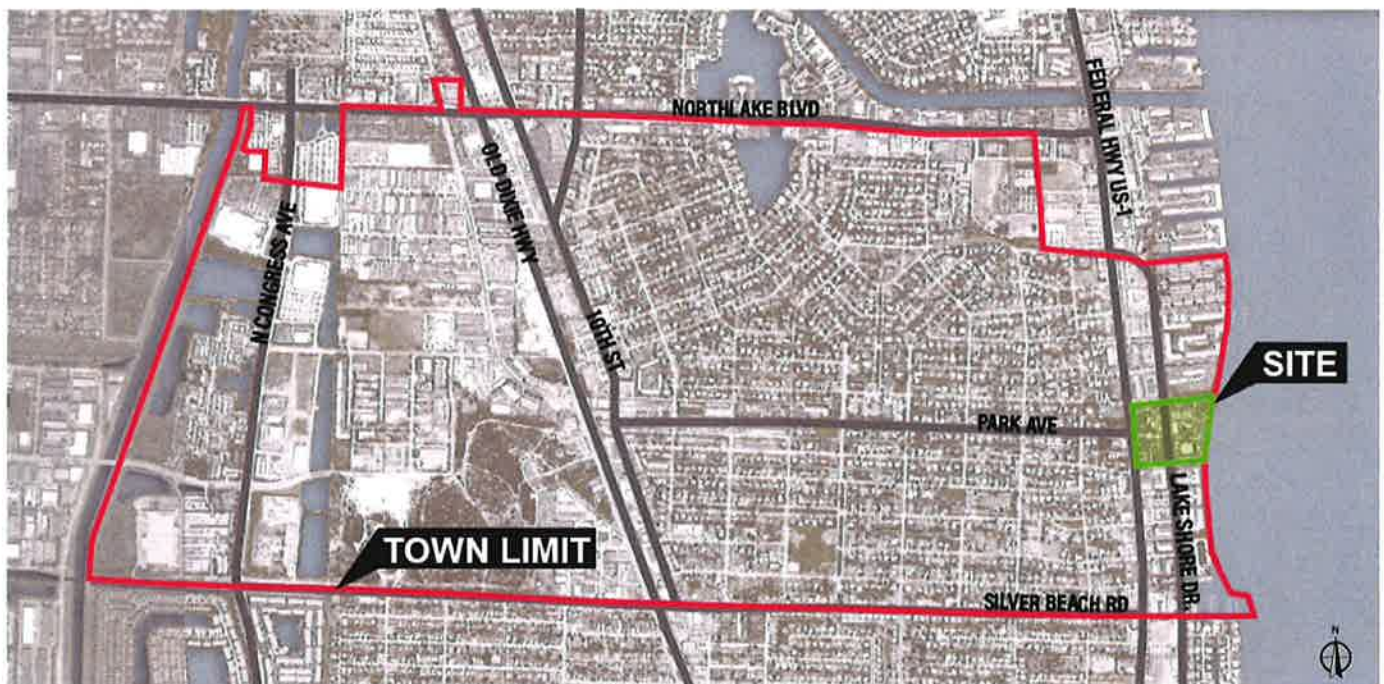 NORTHLAKE BLVD
FEDERAL HWY US-1
OLD DIXIE HWY
N CONGRESS AVE
10TH ST
SITE
PARK AVE
LAKE SHORE DR.
TOWN LIMIT
SILVER BEACH RD
N